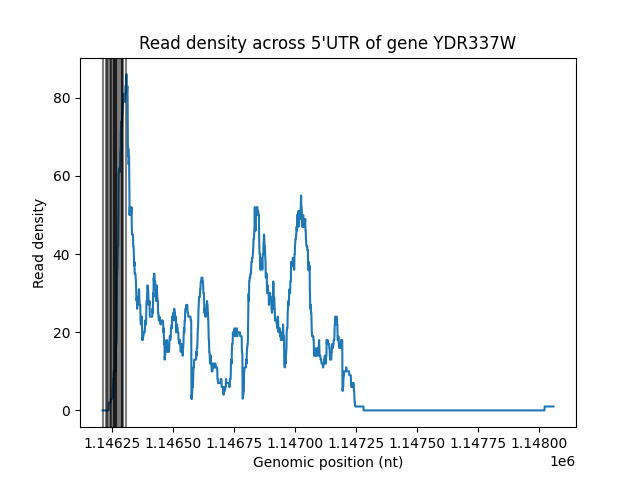 Read density across 5'UTR of gene YDR337W
Read density
80
60
40
20
0
1.14625 1.14650 1.14675 1.14700 1.14725 1.14750 1.14775 1.14800
1e6
Genomic position (nt)